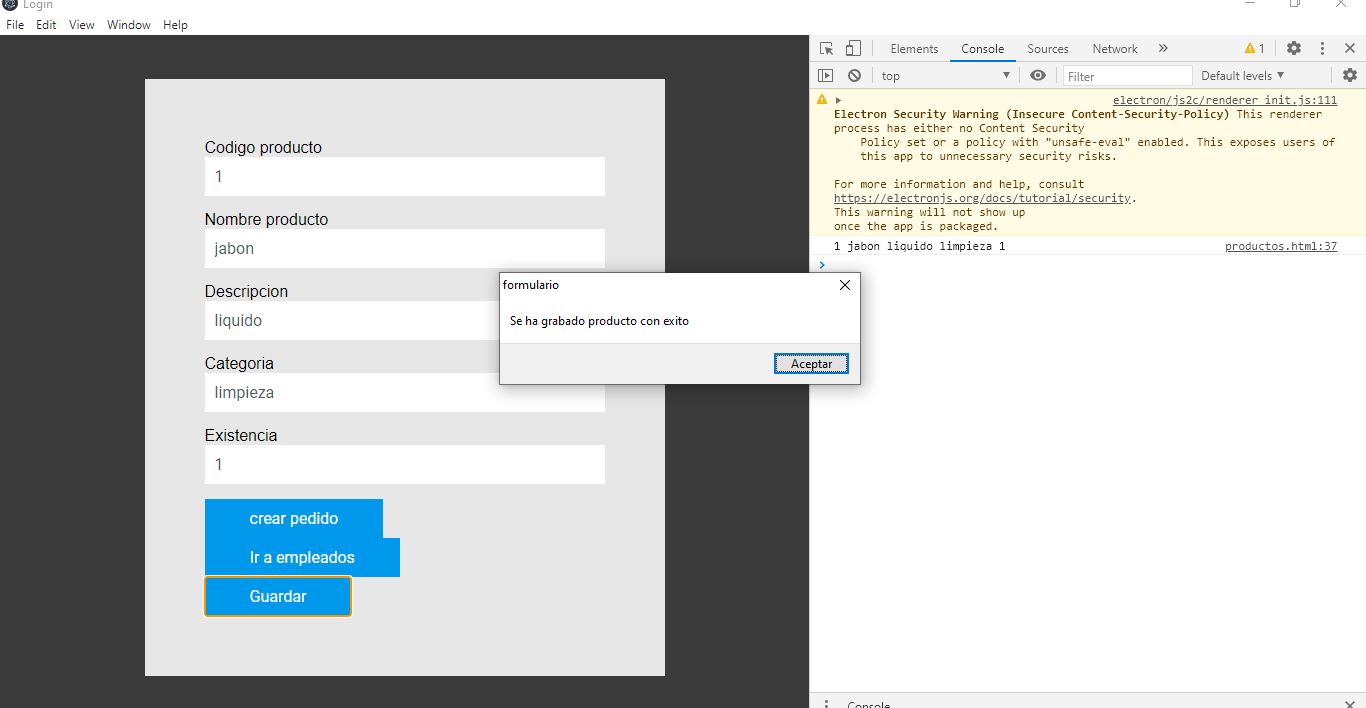 Login
File Edit View Window Help
Elements Console Sources Network » 1
top Filter Default levels
electron/js2c/renderer_init.js:111
Electron Security Warning (Insecure Content-Security-Policy) This renderer
process has either no Content Security
Policy set or a policy with "unsafe-eval" enabled. This exposes users of
this app to unnecessary security risks.
For more information and help, consult
https://electronjs.org/docs/tutorial/security.
This warning will not show up
once the app is packaged.
1 jabon liquido limpieza 1 productos.html:37
Codigo producto
1
Nombre producto
jabon
Descripcion
liquido
Categoria
limpieza
Existencia
1
crear pedido
Ir a empleados
Guardar
formulario
Se ha grabado producto con exito
Aceptar
Console